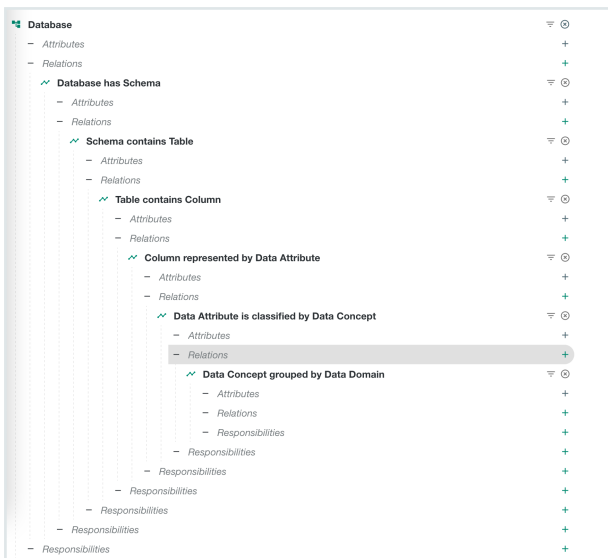 Database
Attributes
Relations
Database has Schema
Attributes
Relations
Schema contains Table
Attributes
Relations
Table contains Column
Attributes
Relations
Column represented by Data Attribute
Attributes
Relations
Data Attribute is classified by Data Concept
Attributes
Relations
Data Concept grouped by Data Domain
Attributes
Relations
Responsibilities
Responsibilities
Responsibilities
Responsibilities
Responsibilities
Responsibilities
Responsibilities